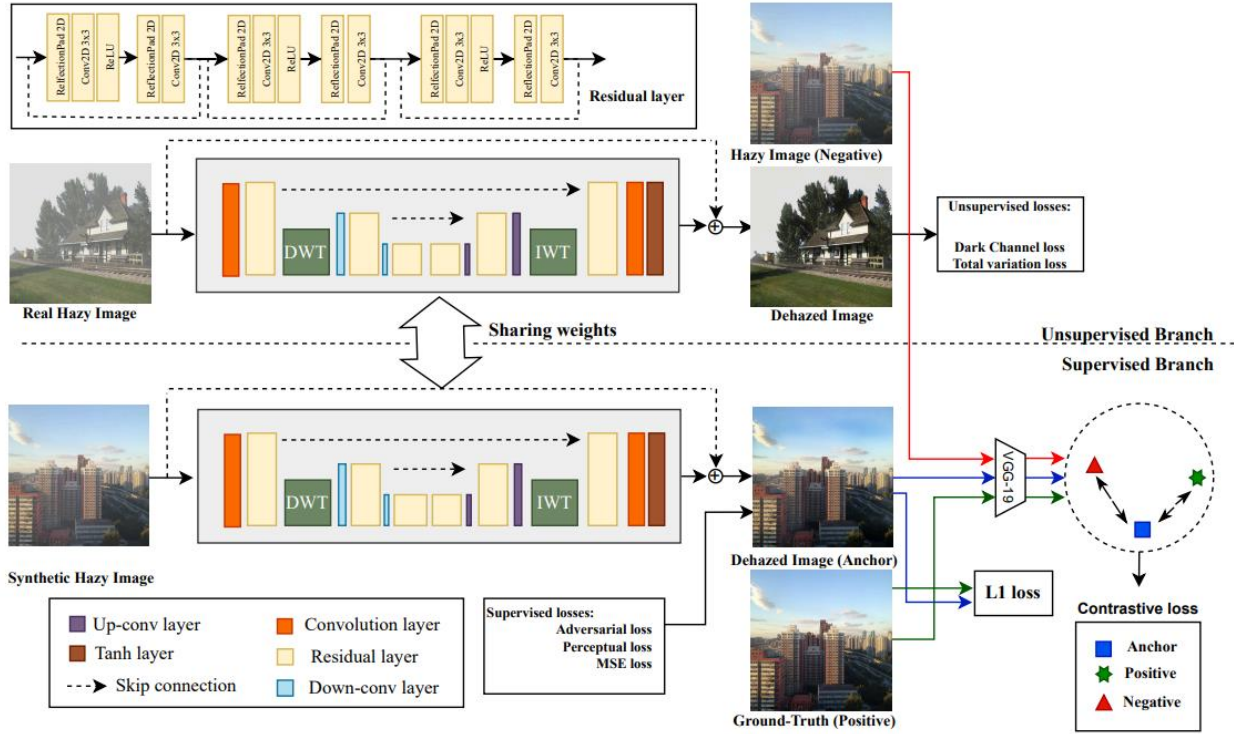 RelfectionPad 2D
Conv2D 3x3
ReLU
ReflectionPad 2D
Conv2D 3x3
RelfectionPad 2D
Conv2D 3x3
ReLU
ReflectionPad 2D
Conv2D 3x3
RelfectionPad 2D
Conv2D 3x3
ReLU
ReflectionPad 2D
Conv2D 3x3
Residual layer
Hazy Image (Negative)
DWT
IWT
Real Hazy Image
Dehazed Image
Unsupervised losses:
Dark Channel loss
Total variation loss
Sharing weights
Unsupervised Branch
Supervised Branch
DWT
IWT
Synthetic Hazy Image
Dehazed Image (Anchor)
VGG-19
L1 loss
Contrastive loss
Anchor
Positive
Negative
Up-conv layer
Convolution layer
Tanh layer
Residual layer
Skip connection
Down-conv layer
Supervised losses:
Adversarial loss
Perceptual loss
MSE loss
Ground-Truth (Positive)